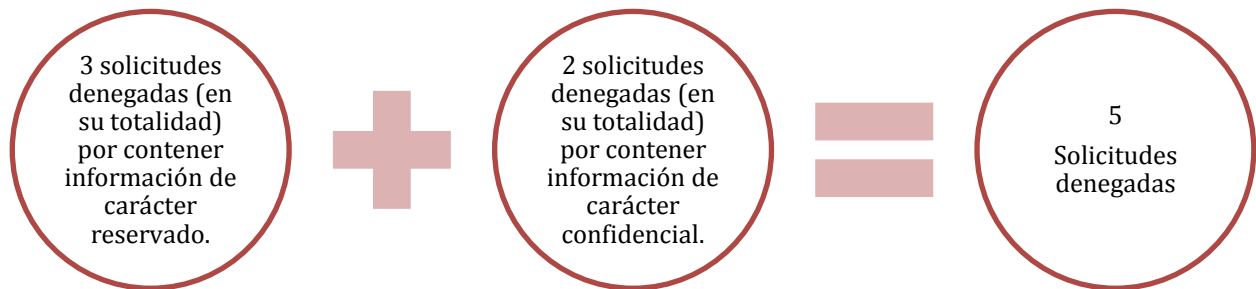 3 solicitudes
denegadas (en
su totalidad)
por contener
información de
carácter
reservado.
2 solicitudes
denegadas (en
su totalidad)
por contener
información de
carácter
confidencial.
5
Solicitudes
denegadas